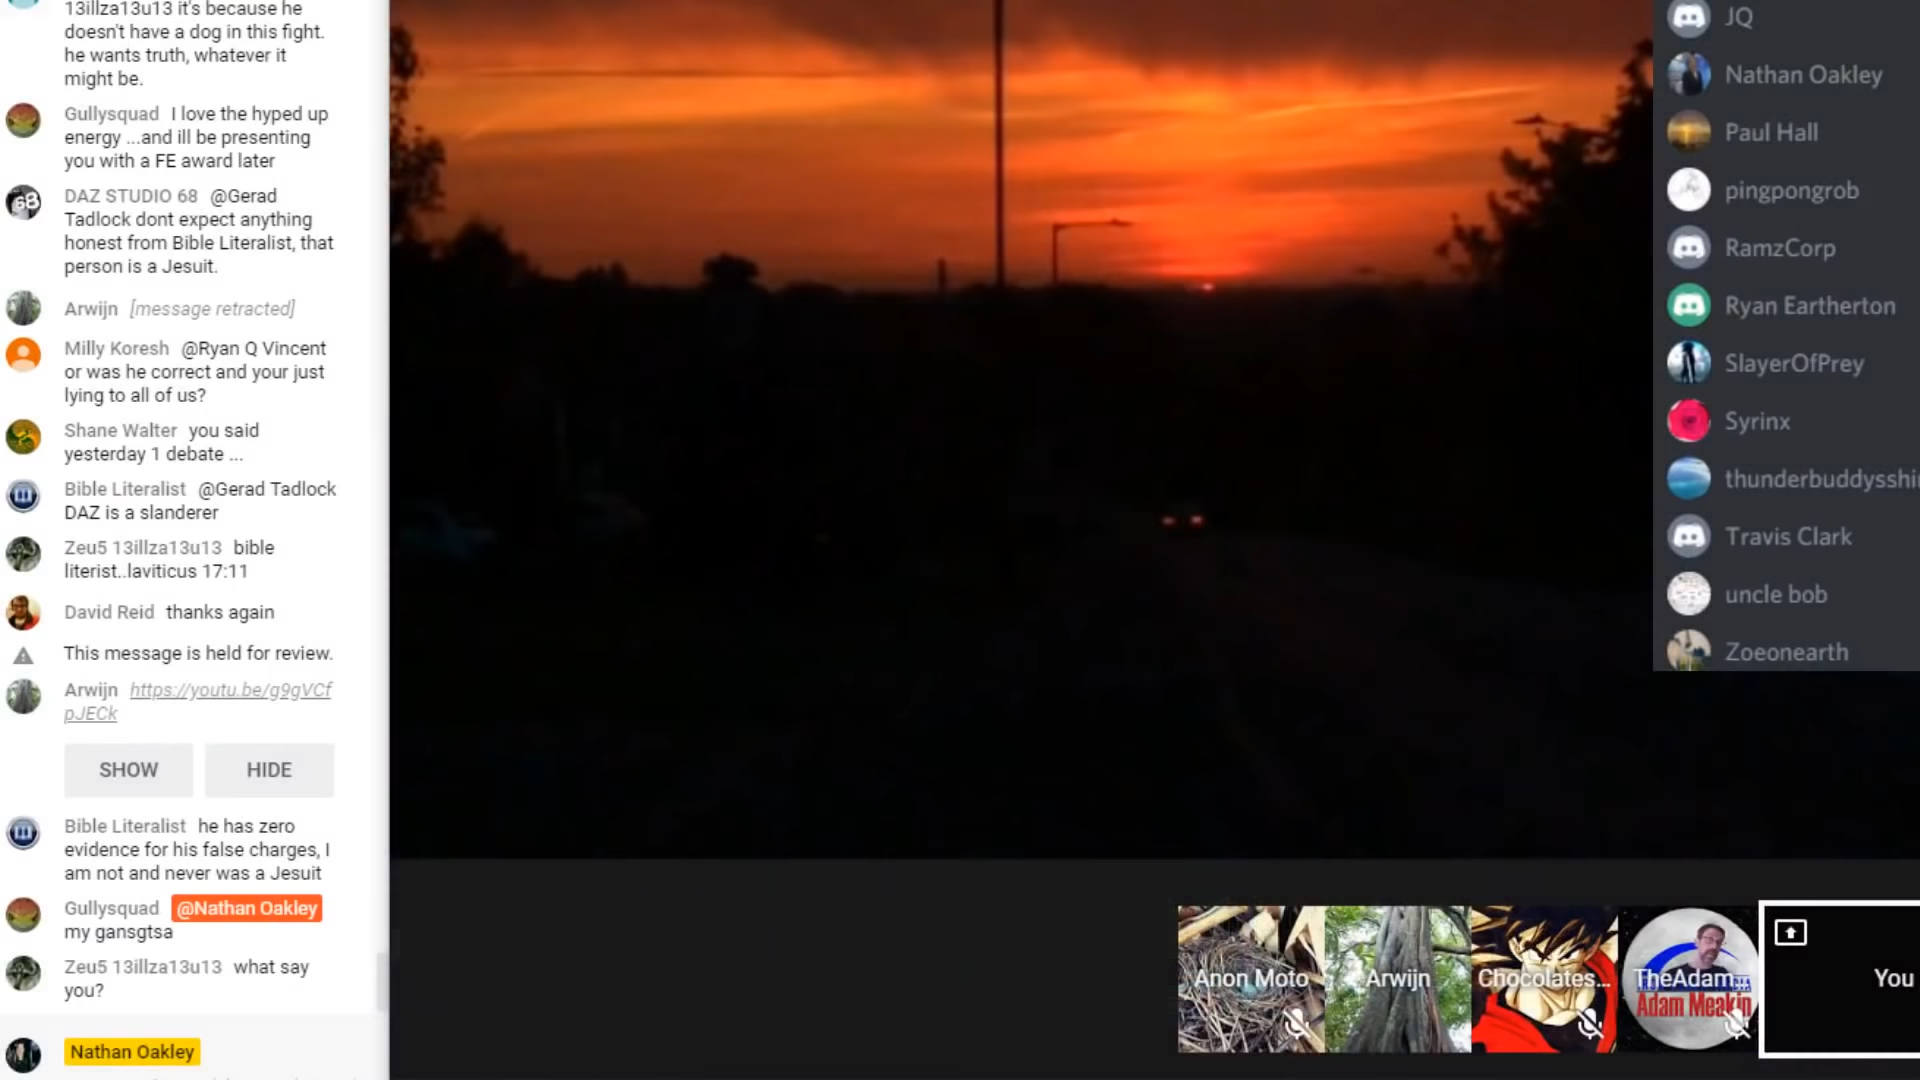 13illza13u13 it's because he
doesn't have a dog in this fight.
he wants truth, whatever it
might be.
Gullysquad I love the hyped up
energy ...and ill be presenting
you with a FE award later
DAZ STUDIO 68 @Gerad
Tadlock dont expect anything
honest from Bible Literalist, that
person is a Jesuit.
Arwijn [message retracted]
Milly Koresh @Ryan Q Vincent
or was he correct and your just
lying to all of us?
Shane Walter you said
yesterday 1 debate ...
Bible Literalist @Gerad Tadlock
DAZ is a slanderer
Zeu5 13illza13u13 bible
literist..laviticus 17:11
David Reid thanks again
This message is held for review.
Arwijn https://youtu.be/g9gVCf
pJECk
SHOW HIDE
Bible Literalist he has zero
evidence for his false charges, I
am not and never was a Jesuit
Gullysquad @Nathan Oakley
my gansgtsa
Zeu5 13illza13u13 what say
you?
Nathan Oakley
JQ
Nathan Oakley
Paul Hall
pingpongrob
RamzCorp
Ryan Eartherton
SlayerOfPrey
Syrinx
thunderbuddysshi
Travis Clark
uncle bob
Zoeonearth
Anon Moto
Arwijn
Chocolates...
TheAdam...
Adam Meakin
You
68